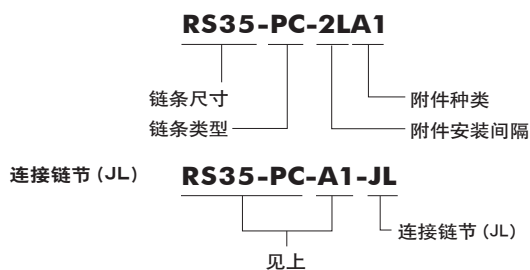 RS35-PC-2LA1
链条尺寸
附件种类
链条类型
附件安装间隔
连接链节(JL)
RS35-PC-A1-JL
连接链节(JL)
见上